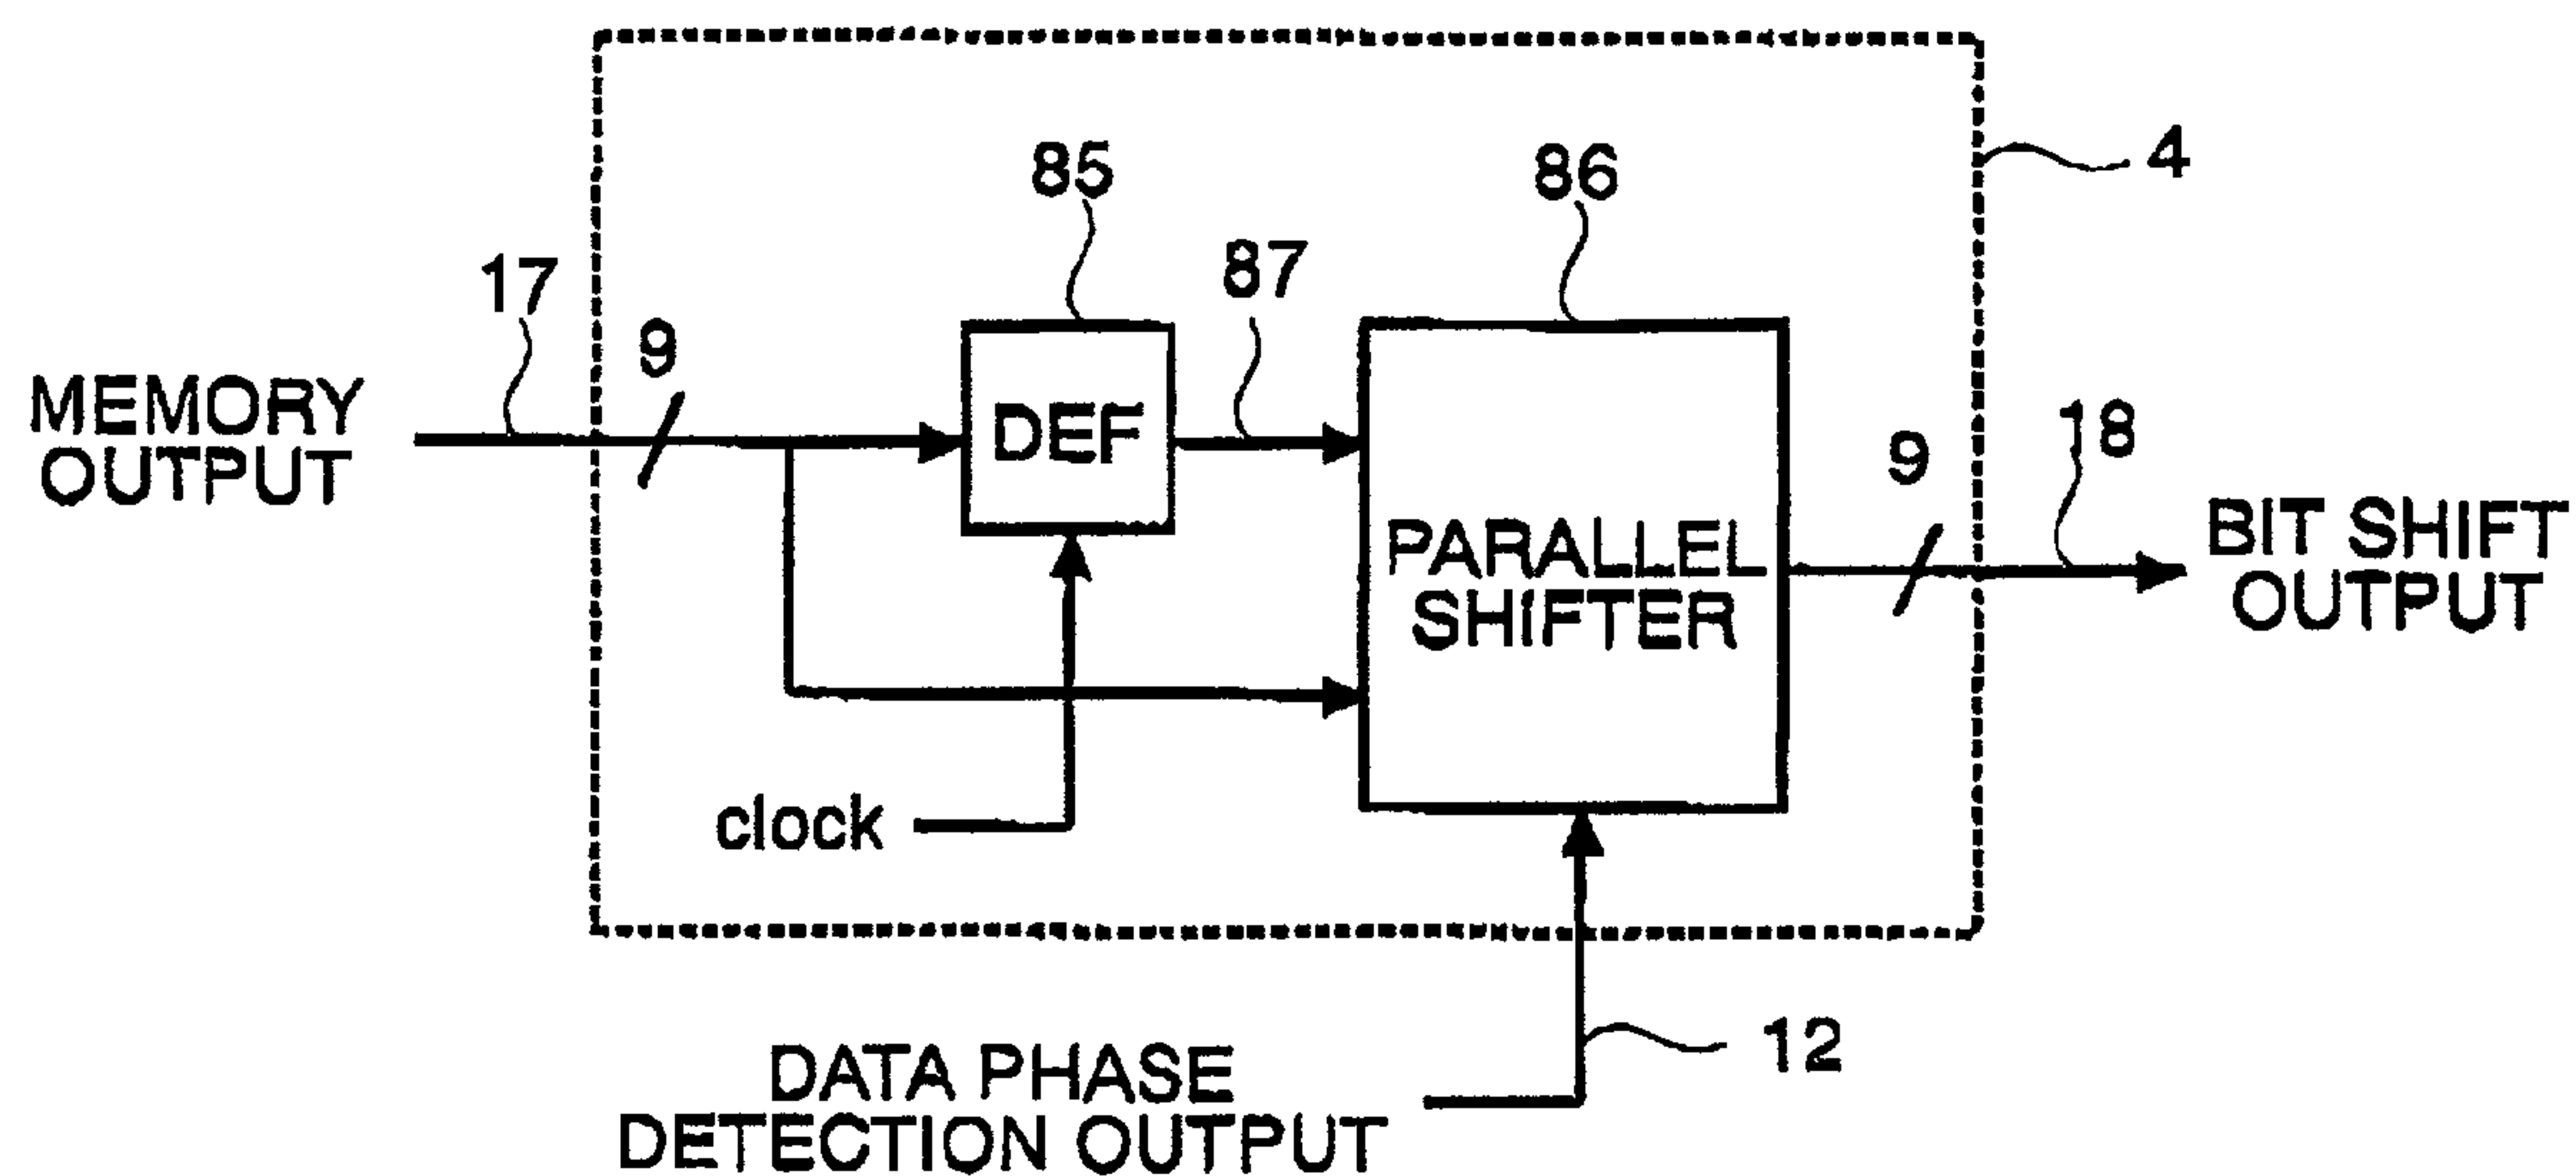 4
85
86
17
87
9
MEMORY
OUTPUT
DEF
18
9
PARALLEL
SHIFTER
BIT SHIFT
OUTPUT
clock
12
DATA PHASE
DETECTION OUTPUT